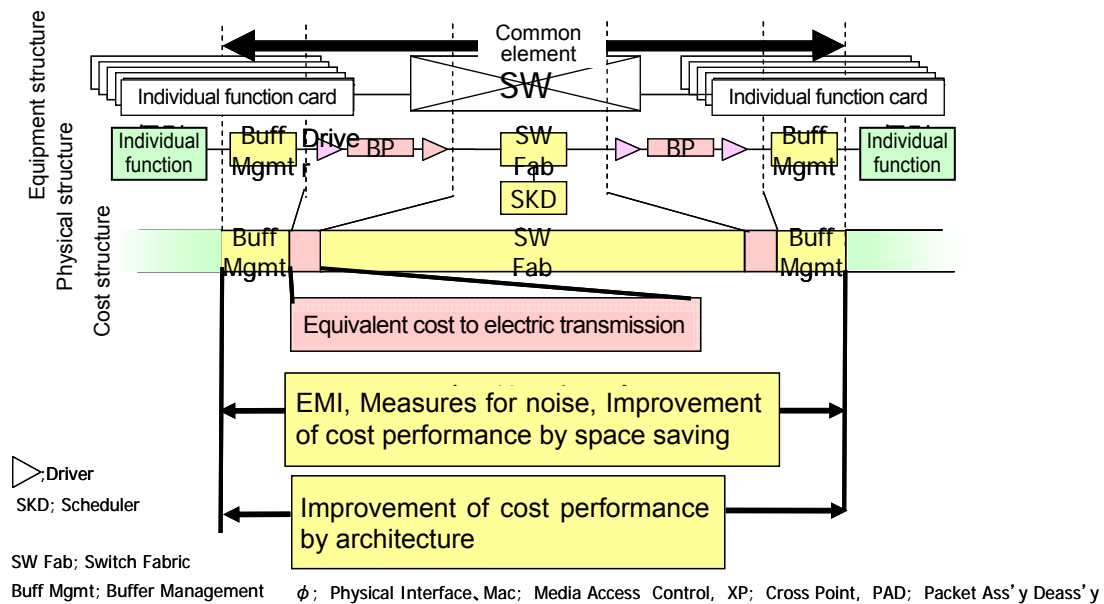 Equipment structure
Physical structure
Cost structure
Common
element
SW
Individual function card
Individual function card
Individual
function
Buff
Mgmt
Drive
r
BP
SW
Fab
SKD
BP
Buff
Mgmt
Individual
function
Buff
Mgmt
SW
Fab
Buff
Mgmt
Equivalent cost to electric transmission
EMI, Measures for noise, Improvement
of cost performance by space saving
Improvement of cost performance
by architecture
;Driver
SKD; Scheduler
SW Fab; Switch Fabric
Buff Mgmt; Buffer Management
ϕ; Physical Interface、Mac; Media Access Control, XP; Cross Point, PAD; Packet Ass’y Deass’y